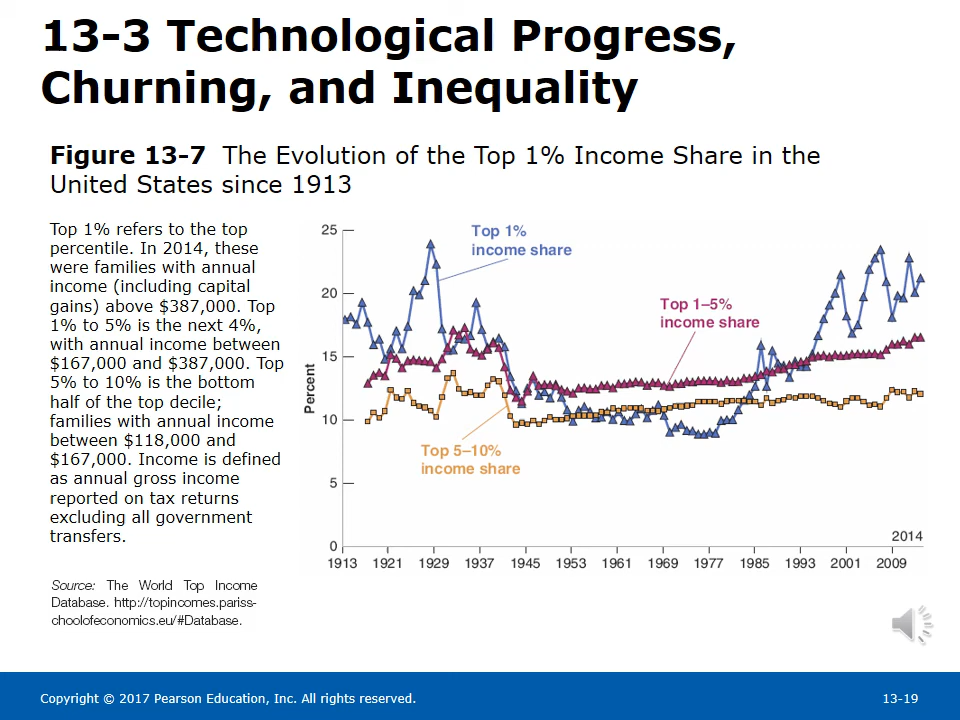 13-3 Technological Progress,
Churning, and Inequality
Figure 13-7 The Evolution of the Top 1% Income Share in the
United States since 1913
Top 1% refers to the top
percentile. In 2014, these
were families with annual
income (including capital
gains) above $387,000. Top
1% to 5% is the next 4%,
with annual income between
$167,000 and $387,000. Top
5% to 10% is the bottom
half of the top decile;
families with annual income
between $118,000 and
$167,000. Income is defined
as annual gross income
reported on tax returns
excluding all government
transfers.
Source: The World Top Income
Database. http://topincomes.pariss-
choolofeconomics.eu/#Database.
Percent
25
20
15
10
5
0
Top 1%
income share
Top 1–5%
income share
Top 5–10%
income share
2014
1913 1921 1929 1937 1945 1953 1961 1969 1977 1985 1993 2001 2009
Copyright © 2017 Pearson Education, Inc. All rights reserved.
13-19